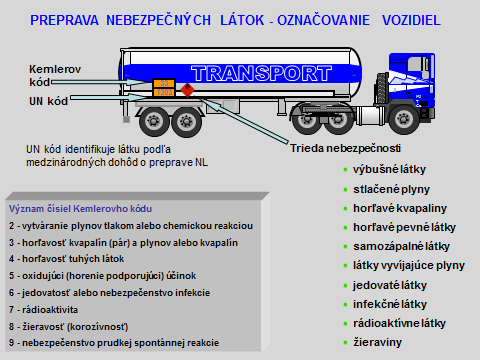 PREPRAVA NEBEZPEČNÝCH LÁTOK - OZNAČOVANIE VOZIDIEL
Kemlerov
kód
UN kód
TRANSPORT
33
1203
UN kód identifikuje látku podľa
medzinárodných dohôd o preprave NL
Trieda nebezpečnosti
výbušné látky
stlačené plyny
horľavé kvapaliny
horľavé pevné látky
samozápalné látky
látky vyvijajúce plyny
jedovaté látky
infekčné látky
rádioaktívne látky
žieraviny
Význam čísiel Kemlerovho kódu
2 - vytváranie plynov tlakom alebo chemickou reakciou
3 - horľavosť kvapalín (pár) a plynov alebo kvapalín
4 - horľavosť tuhých látok
5 - oxidujúci (horenie podporujúci) účinok
6 - jedovatosť alebo nebezpečenstvo infekcie
7 - rádioaktivita
8 - žieravosť (korozívnosť)
9 - nebezpečenstvo prudkej spontánnej reakcie